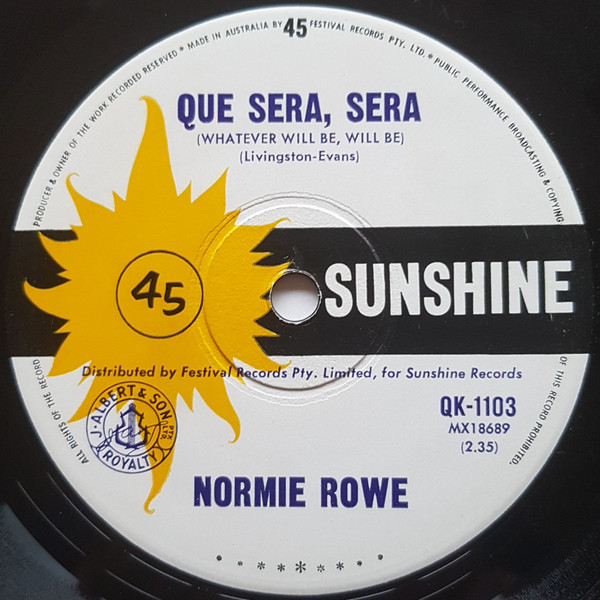 PRODUCER & OWNER OF THE WORK RECORDED RESERVED * MADE IN AUSTRALIA BY 45 FESTIVAL RECORDS PTY. LTD. * PUBLIC PERFORMANCE BROADCASTING & COPYING
QUE SERA, SERA
(WHATEVER WILL BE, WILL BE)
(Livingston-Evans)
45
SUNSHINE
Distributed by Festival Records Pty. Limited, for Sunshine Records
ALL RIGHTS OF THE RECORD
OF THIS RECORD PROHIBITED.
J. ALBERT & SON PTY. LTD.
ROYALTY
QK-1103
MX18689
(2.35)
NORMIE ROWE